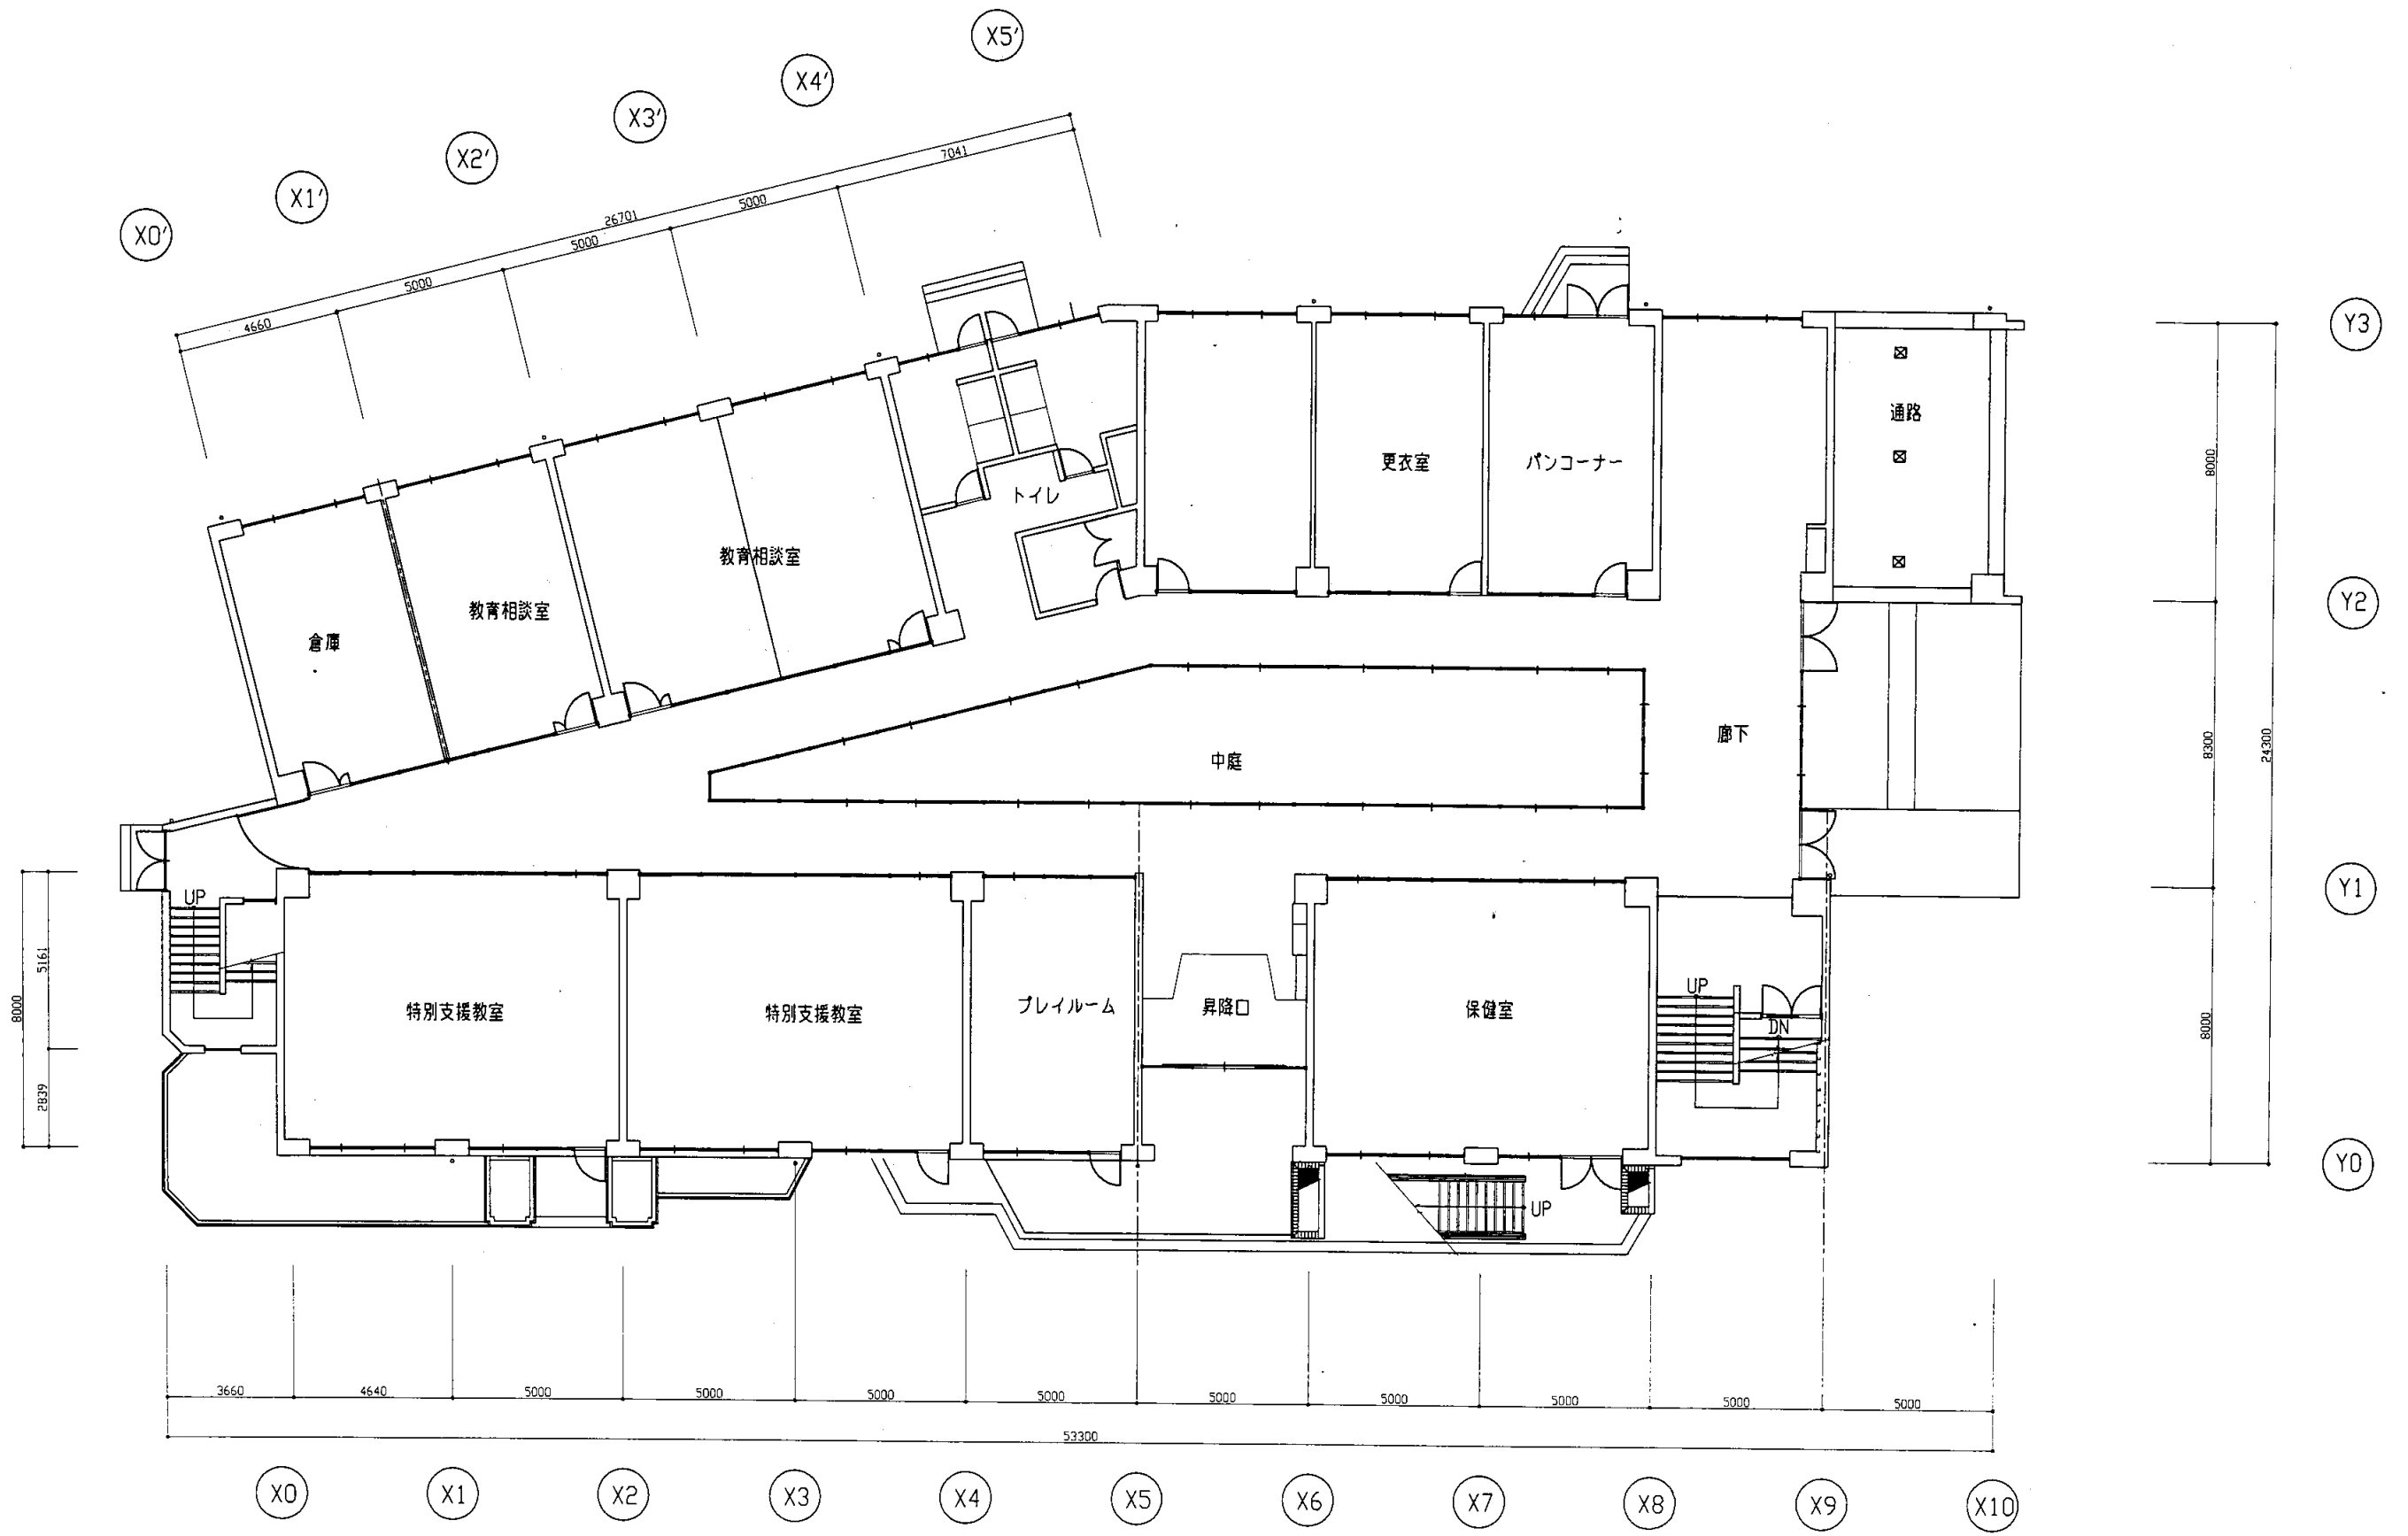 X5′
X4′
X3′
X2′
X1′
X0′
7041
5000
26701
5000
5000
4660
Y3
通路
更衣室
パンコーナー
8000
トイレ
教育相談室
教育相談室
倉庫
Y2
廊下
中庭
8300
24300
UP
Y1
5161
8000
特別支援教室
特別支援教室
プレイルーム
昇降口
保健室
UP
DN
8000
2839
UP
Y0
3660
4640
5000
5000
5000
5000
5000
5000
5000
5000
5000
53300
X0
X1
X2
X3
X4
X5
X6
X7
X8
X9
X10